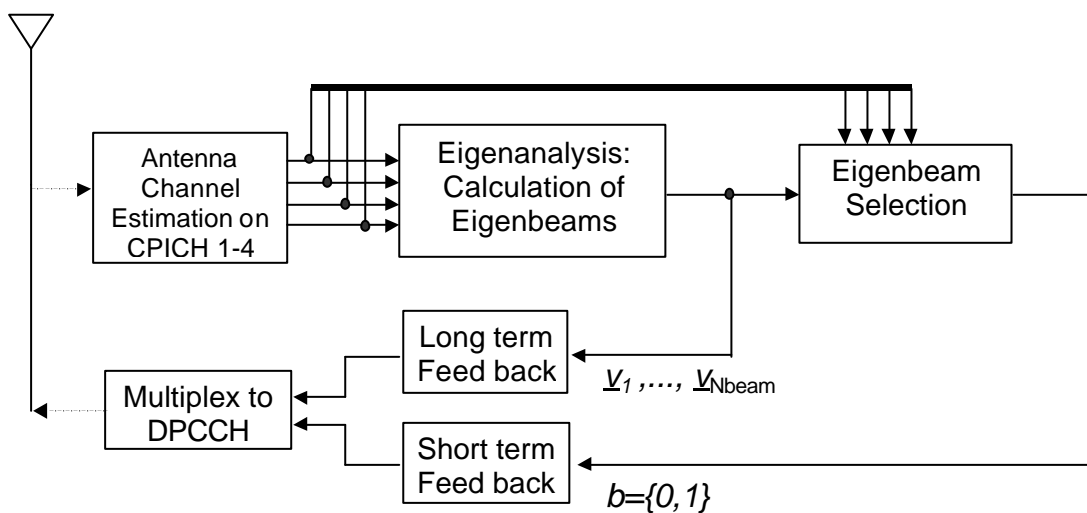 Antenna
Channel
Estimation on
CPICH 1-4
Eigenanalysis:
Calculation of
Eigenbeams
Eigenbeam
Selection
Long term
Feed back
v1 ,..., vNbeam
Multiplex to
DPCCH
Short term
Feed back
b={0,1}